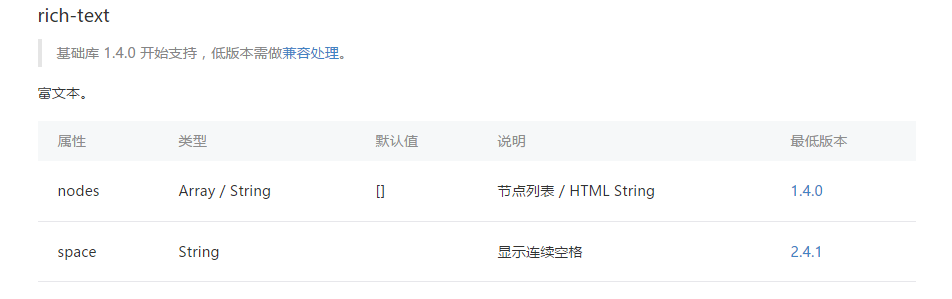 rich-text
基础库 1.4.0 开始支持，低版本需做兼容处理。
富文本。
属性 类型 默认值 说明 最低版本
nodes Array / String [] 节点列表 / HTML String 1.4.0
space String 显示连续空格 2.4.1